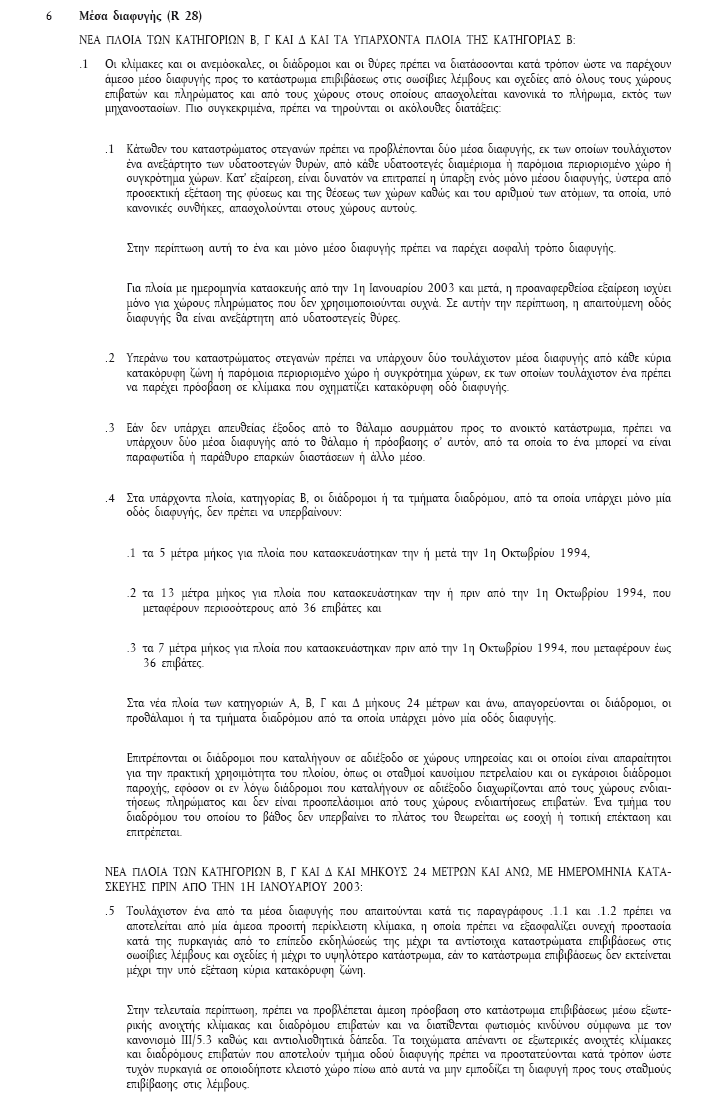 6 Μέσα διαφυγής (R 28)
ΝΕΑ ΠΛΟΙΑ ΤΩΝ ΚΑΤΗΓΟΡΙΩΝ Β, Γ ΚΑΙ Δ ΚΑΙ ΤΑ ΥΠΑΡΧΟΝΤΑ ΠΛΟΙΑ ΤΗΣ ΚΑΤΗΓΟΡΙΑΣ Β:
.1 Οι κλίμακες και οι ανεμόσκαλες, οι διάδρομοι και οι θύρες πρέπει να διατάσσονται κατά τρόπον ώστε να παρέχουν
άμεσο μέσο διαφυγής προς το κατάστρωμα επιβιβάσεως στις σωσίβιες λέμβους και σχεδίες από όλους τους χώρους
επιβατών και πληρώματος και από τους χώρους στους οποίους απασχολείται κανονικά το πλήρωμα, εκτός των
μηχανοστασίων. Πιο συγκεκριμένα, πρέπει να τηρούνται οι ακόλουθες διατάξεις:
.1 Κάτωθεν του καταστρώματος στεγανών πρέπει να προβλέπονται δύο μέσα διαφυγής, εκ των οποίων τουλάχιστον
ένα ανεξάρτητο των υδατοστεγών θυρών, από κάθε υδατοστεγές διαμέρισμα ή παρόμοια περιορισμένο χώρο ή
συγκρότημα χώρων. Κατ' εξαίρεση, είναι δυνατόν να επιτραπεί η ύπαρξη ενός μόνο μέσου διαφυγής, ύστερα από
προσεκτική εξέταση της φύσεως και της θέσεως των χώρων καθώς και του αριθμού των ατόμων, τα οποία, υπό
κανονικές συνθήκες, απασχολούνται στους χώρους αυτούς.
Στην περίπτωση αυτή το ένα και μόνο μέσο διαφυγής πρέπει να παρέχει ασφαλή τρόπο διαφυγής.
Για πλοία με ημερομηνία κατασκευής από την 1η Ιανουαρίου 2003 και μετά, η προαναφερθείσα εξαίρεση ισχύει
μόνο για χώρους πληρώματος που δεν χρησιμοποιούνται συχνά. Σε αυτήν την περίπτωση, η απαιτούμενη οδός
διαφυγής θα είναι ανεξάρτητη από υδατοστεγείς θύρες.
.2 Υπεράνω του καταστρώματος στεγανών πρέπει να υπάρχουν δύο τουλάχιστον μέσα διαφυγής από κάθε κύρια
κατακόρυφη ζώνη ή παρόμοια περιορισμένο χώρο ή συγκρότημα χώρων, εκ των οποίων τουλάχιστον ένα πρέπει
να παρέχει πρόσβαση σε κλίμακα που σχηματίζει κατακόρυφη οδό διαφυγής.
.3 Εάν δεν υπάρχει απευθείας έξοδος από το θάλαμο ασυρμάτου προς το ανοικτό κατάστρωμα, πρέπει να
υπάρχουν δύο μέσα διαφυγής από το θάλαμο ή πρόσβασης σ' αυτόν, από τα οποία το ένα μπορεί να είναι
παραφωτίδα ή παράθυρο επαρκών διαστάσεων ή άλλο μέσο.
.4 Στα υπάρχοντα πλοία, κατηγορίας Β, οι διάδρομοι ή τα τμήματα διαδρόμου, από τα οποία υπάρχει μόνο μία
οδός διαφυγής, δεν πρέπει να υπερβαίνουν:
.1 τα 5 μέτρα μήκος για πλοία που κατασκευάστηκαν την ή μετά την 1η Οκτωβρίου 1994,
.2 τα 13 μέτρα μήκος για πλοία που κατασκευάστηκαν την ή πριν από την 1η Οκτωβρίου 1994, που
μεταφέρουν περισσότερους από 36 επιβάτες και
.3 τα 7 μέτρα μήκος για πλοία που κατασκευάστηκαν πριν από την 1η Οκτωβρίου 1994, που μεταφέρουν έως
36 επιβάτες.
Στα νέα πλοία των κατηγοριών Α, Β, Γ και Δ μήκους 24 μέτρων και άνω, απαγορεύονται οι διάδρομοι, οι
προθάλαμοι ή τα τμήματα διαδρόμου από τα οποία υπάρχει μόνο μία οδός διαφυγής.
Επιτρέπονται οι διάδρομοι που καταλήγουν σε αδιέξοδο σε χώρους υπηρεσίας και οι οποίοι είναι απαραίτητοι
για την πρακτική χρησιμότητα του πλοίου, όπως οι σταθμοί καυσίμου πετρελαίου και οι εγκάρσιοι διάδρομοι
παροχής, εφόσον οι εν λόγω διάδρομοι που καταλήγουν σε αδιέξοδο διαχωρίζονται από τους χώρους ενδιαι-
τήσεως πληρώματος και δεν είναι προσπελάσιμοι από τους χώρους ενδιαιτήσεως επιβατών. Ένα τμήμα του
διαδρόμου του οποίου το βάθος δεν υπερβαίνει το πλάτος του θεωρείται ως εσοχή ή τοπική επέκταση και
επιτρέπεται.
ΝΕΑ ΠΛΟΙΑ ΤΩΝ ΚΑΤΗΓΟΡΙΩΝ Β, Γ ΚΑΙ Δ ΚΑΙ ΜΗΚΟΥΣ 24 ΜΕΤΡΩΝ ΚΑΙ ΑΝΩ, ΜΕ ΗΜΕΡΟΜΗΝΙΑ ΚΑΤΑ-
ΣΚΕΥΗΣ ΠΡΙΝ ΑΠΟ ΤΗΝ 1Η ΙΑΝΟΥΑΡΙΟΥ 2003:
.5 Τουλάχιστον ένα από τα μέσα διαφυγής που απαιτούνται κατά τις παραγράφους .1.1 και .1.2 πρέπει να
αποτελείται από μία άμεσα προσιτή περίκλειστη κλίμακα, η οποία πρέπει να εξασφαλίζει συνεχή προστασία
κατά της πυρκαγιάς από το επίπεδο εκδηλώσεώς της μέχρι τα αντίστοιχα καταστρώματα επιβιβάσεως στις
σωσίβιες λέμβους και σχεδίες ή μέχρι το υψηλότερο κατάστρωμα, εάν το κατάστρωμα επιβιβάσεως δεν εκτείνεται
μέχρι την υπό εξέταση κύρια κατακόρυφη ζώνη.
Στην τελευταία περίπτωση, πρέπει να προβλέπεται άμεση πρόσβαση στο κατάστρωμα επιβιβάσεως μέσω εξωτε-
ρικής ανοιχτής κλίμακας και διαδρόμου επιβατών και να διατίθενται φωτισμός κινδύνου σύμφωνα με τον
κανονισμό III/5.3 καθώς και αντιολισθητικά δάπεδα. Τα τοιχώματα απέναντι σε εξωτερικές ανοιχτές κλίμακες
και διαδρόμους επιβατών που αποτελούν τμήμα οδού διαφυγής πρέπει να προστατεύονται κατά τρόπον ώστε
τυχόν πυρκαγιά σε οποιοδήποτε κλειστό χώρο πίσω από αυτά να μην εμποδίζει τη διαφυγή προς τους σταθμούς
επιβίβασης στις λέμβους.